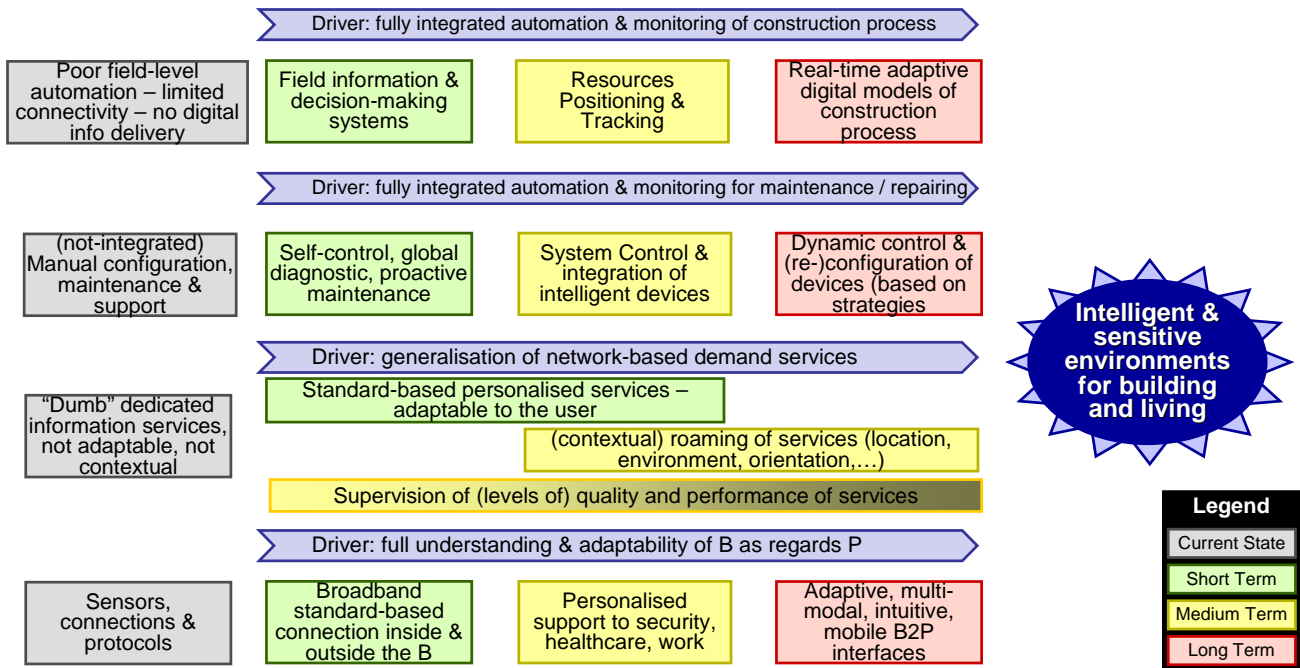 Driver: fully integrated automation & monitoring of construction process
Poor field-level
automation – limited
connectivity – no digital
info delivery
Field information &
decision-making
systems
Resources
Positioning &
Tracking
Real-time adaptive
digital models of
construction
process
Driver: fully integrated automation & monitoring for maintenance / repairing
(not-integrated)
Manual configuration,
maintenance &
support
Self-control, global
diagnostic, proactive
maintenance
System Control &
integration of
intelligent devices
Dynamic control &
(re-)configuration of
devices (based on
strategies
Intelligent &
sensitive
environments
for building
and living
Driver: generalisation of network-based demand services
“Dumb” dedicated
information services,
not adaptable, not
contextual
Standard-based personalised services –
adaptable to the user
(contextual) roaming of services (location,
environment, orientation,…)
Supervision of (levels of) quality and performance of services
Driver: full understanding & adaptability of B as regards P
Sensors,
connections &
protocols
Broadband
standard-based
connection inside &
outside the B
Personalised
support to security,
healthcare, work
Adaptive, multi-
modal, intuitive,
mobile B2P
interfaces
Legend
Current State
Short Term
Medium Term
Long Term